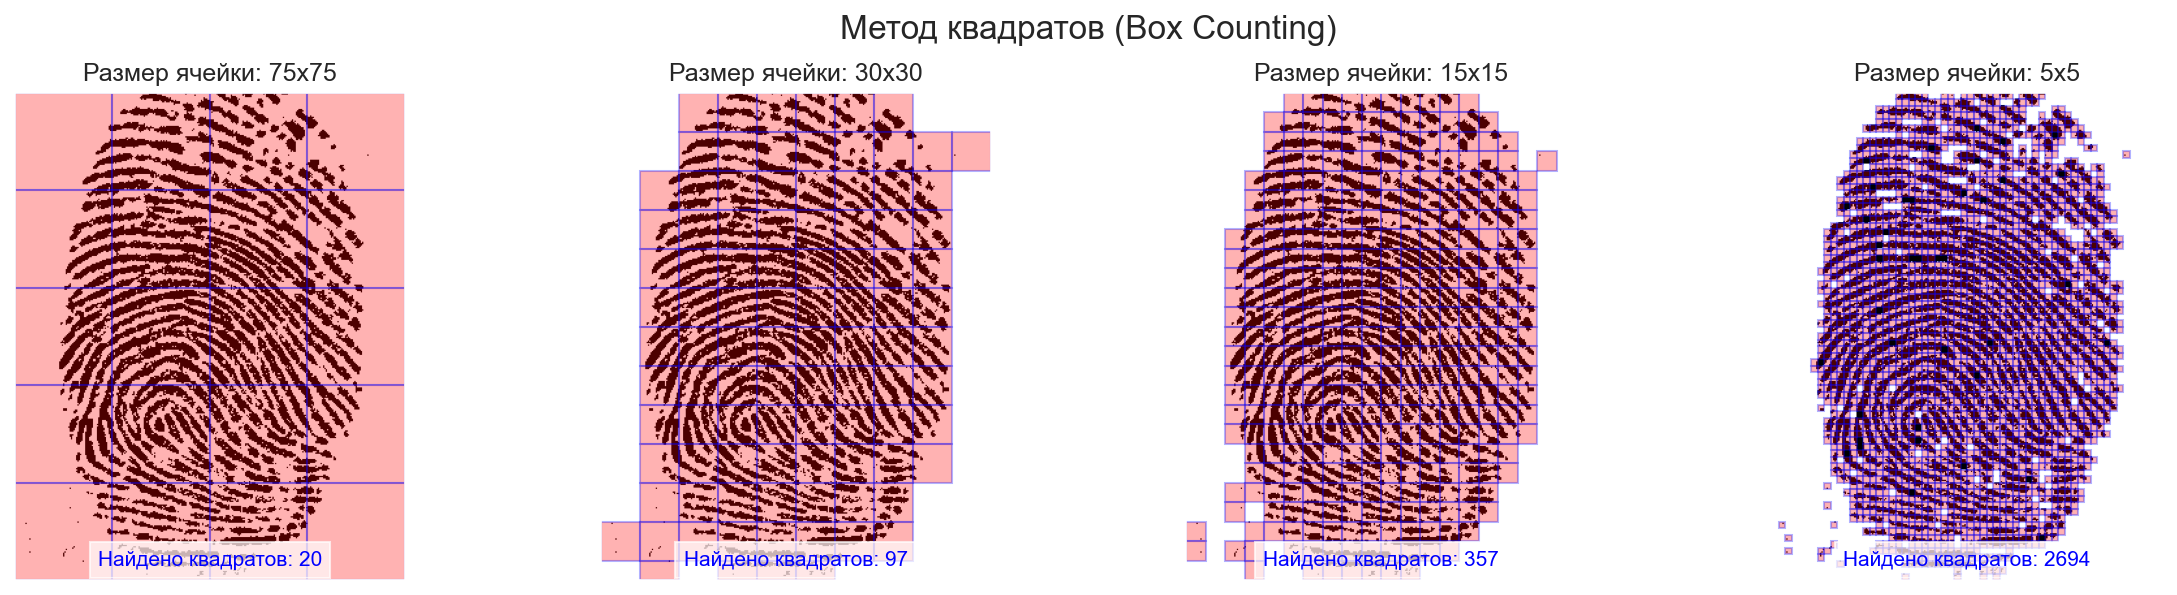 Метод квадратов (Box Counting)
Размер ячейки: 75x75
Размер ячейки: 30x30
Размер ячейки: 15x15
Размер ячейки: 5x5
Найдено квадратов: 20
Найдено квадратов: 97
Найдено квадратов: 357
Найдено квадратов: 2694